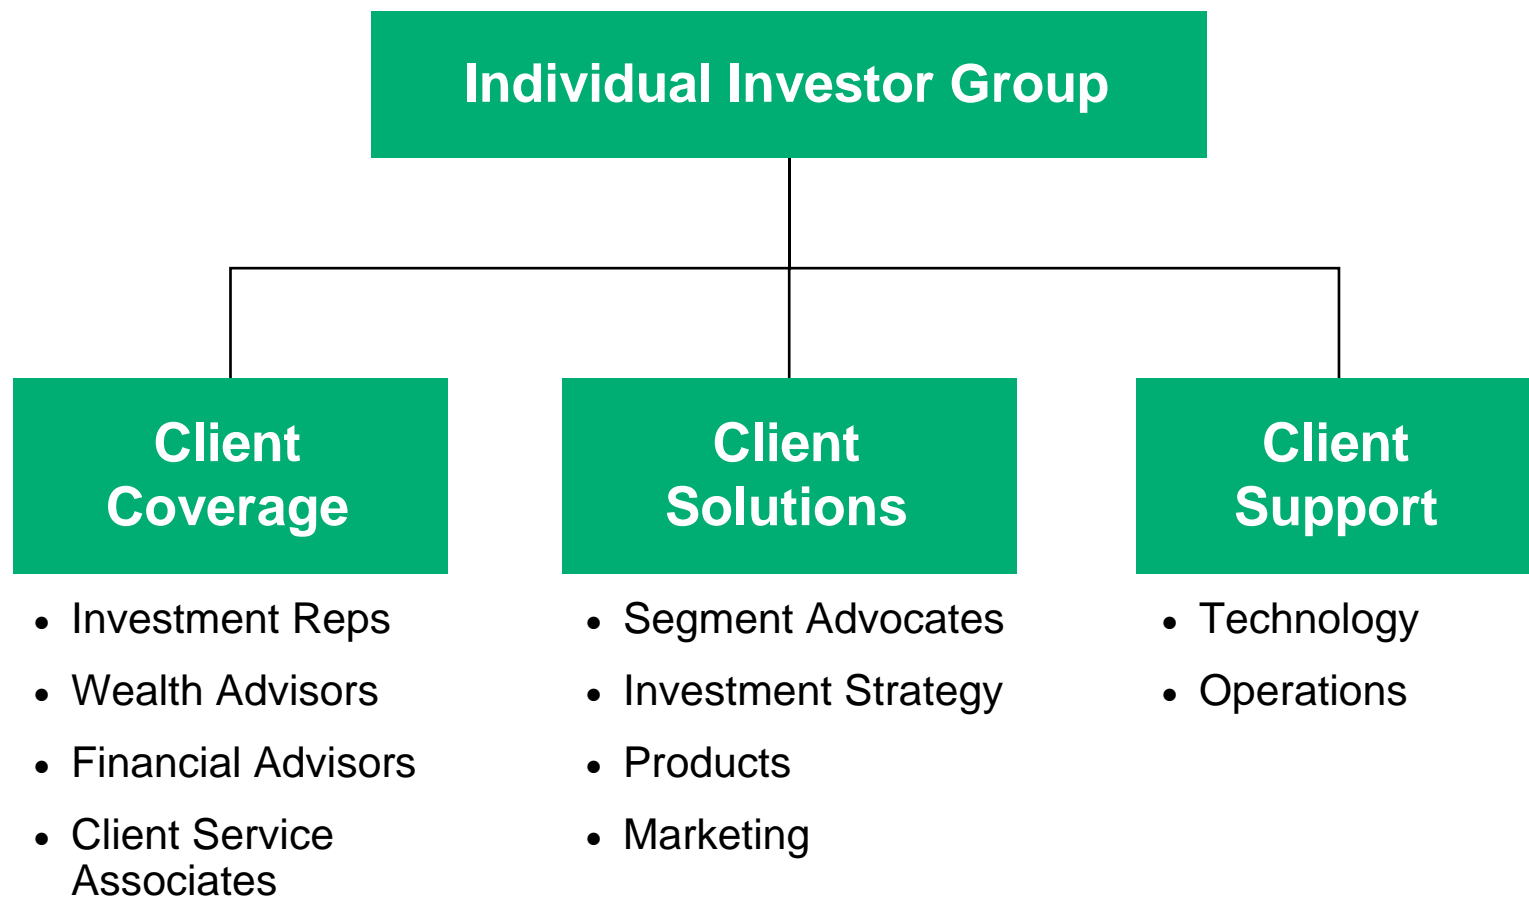 Individual Investor Group
Client
Coverage
• Investment Reps
• Wealth Advisors
• Financial Advisors
• Client Service
Associates
Client
Solutions
• Segment Advocates
• Investment Strategy
• Products
• Marketing
Client
Support
• Technology
• Operations